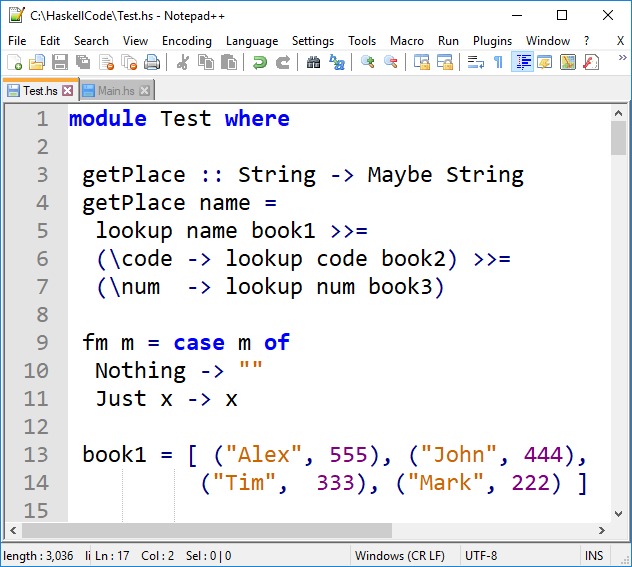 C:\HaskellCode\Test.hs - Notepad++
File Edit Search View Encoding Language Settings Tools Macro Run Plugins Window ? X
Test.hs Main.hs
1 module Test where
2
3 getPlace :: String -> Maybe String
4 getPlace name =
5 lookup name book1 >>=
6 (\code -> lookup code book2) >>=
7 (\num  -> lookup num book3)
8
9 fm m = case m of
10 Nothing -> ""
11 Just x -> x
12
13 book1 = [ ("Alex", 555), ("John", 444),
14 ("Tim",  333), ("Mark", 222) ]
15
length : 3,036 li Ln : 17 Col : 2 Sel : 0 | 0 Windows (CR LF) UTF-8 INS